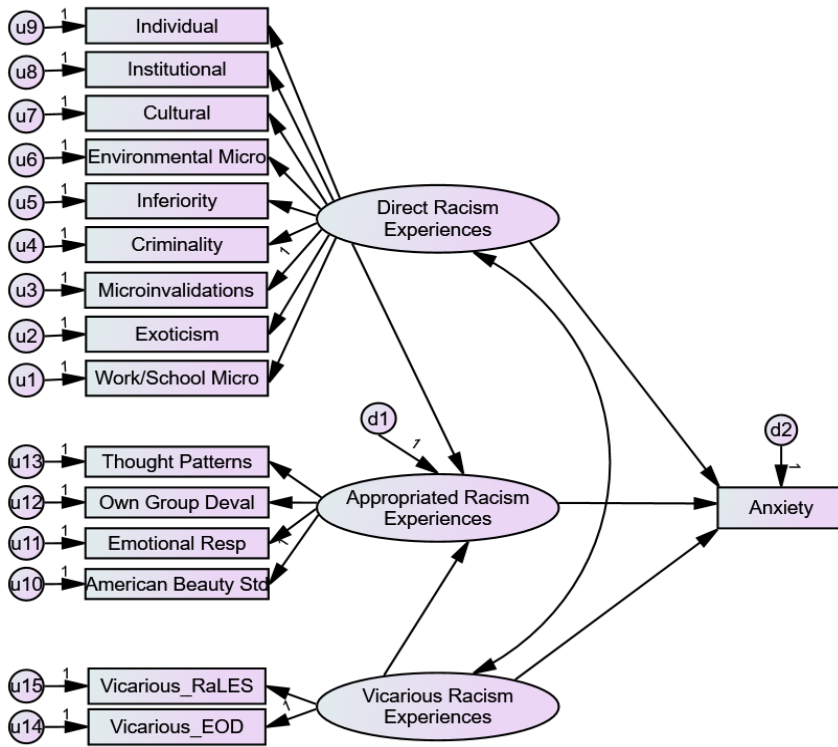 u9 1 Individual
u8 1 Institutional
u7 1 Cultural
u6 1 Environmental Micro
u5 1 Inferiority
u4 1 Criminality
1
u3 1 Microinvalidations
u2 1 Exoticism
u1 1 Work/School Micro
Direct Racism
Experiences
d1
1
u13 1 Thought Patterns
u12 1 Own Group Deval
u11 1 Emotional Resp
1
u10 1 American Beauty Std
Appropriated Racism
Experiences
d2
1
Anxiety
u15 1 Vicarious_RaLES
1
u14 1 Vicarious_EOD
Vicarious Racism
Experiences